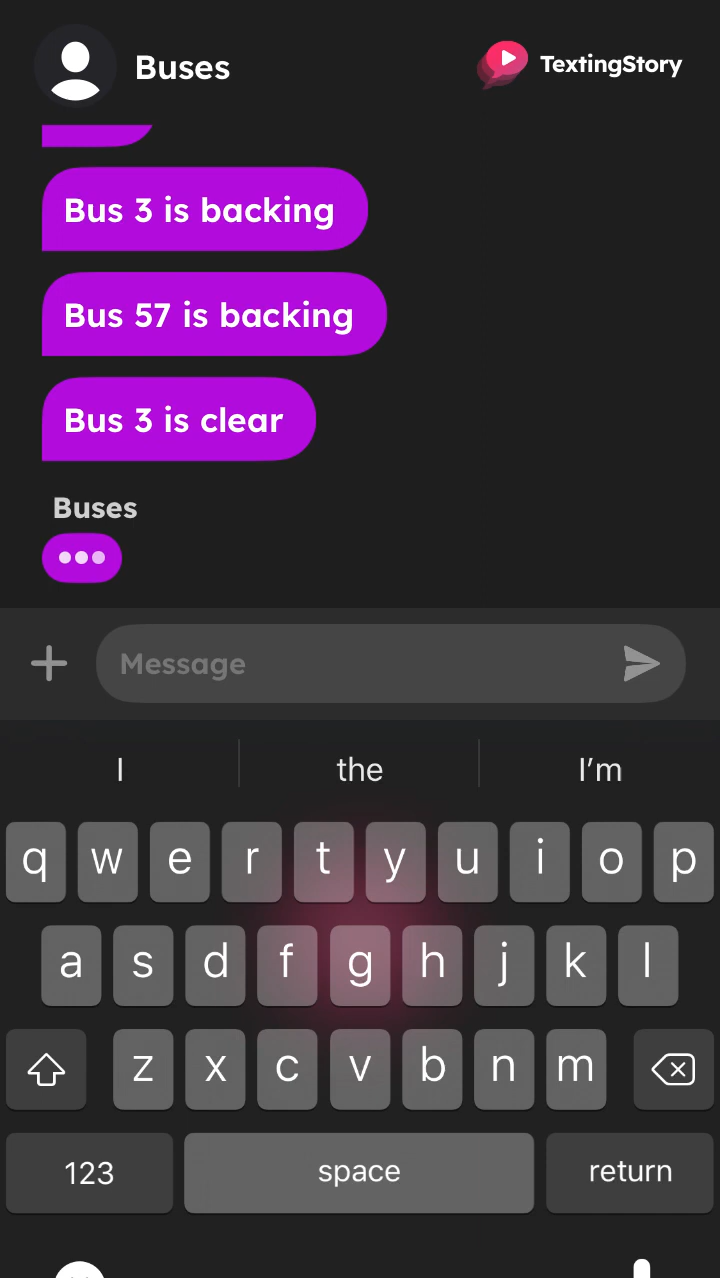 Buses
TextingStory
Bus 3 is backing
Bus 57 is backing
Bus 3 is clear
Buses
Message
I
the
I’m
q w e r t y u i o p
a s d f g h j k l
z x c v b n m
123
space
return